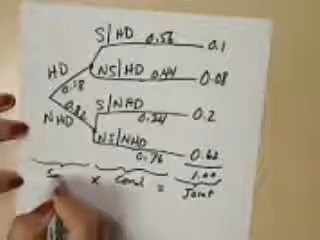 S/HD 0.56 0.1
HD NS/HD 0.44 0.08
0.18
0.82 S/NHD 0.2
NHD 0.24
NS/NHD 0.62
0.76
1.00
S x Cond = Joint